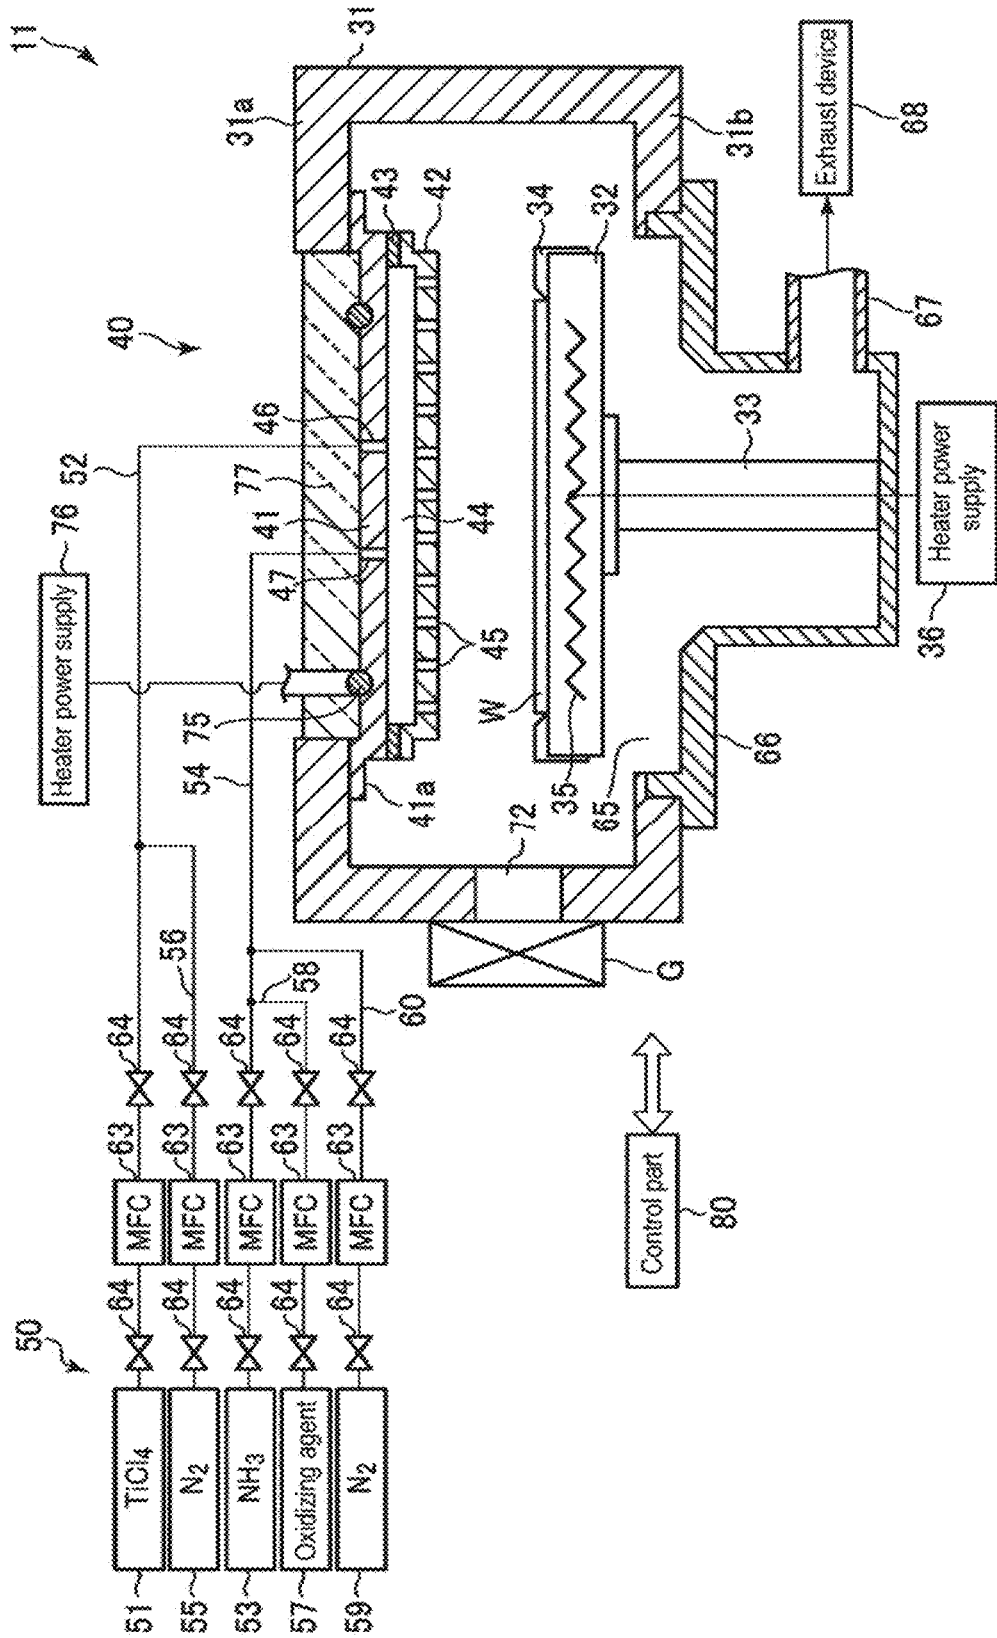 11
50
TiCl4
N2
NH3
Oxidizing agent
N2
51
55
53
57
59
64
64
64
64
64
MFC
MFC
MFC
MFC
MFC
63
63
63
63
63
64
64
64
64
64
52
56
54
58
60
Heater power supply
76
40
31
31a
31b
75
47
41
77
46
41a
43
42
44
45
W
34
32
35
65
72
G
66
33
67
Exhaust device
68
Heater power
supply
36
Control part
80